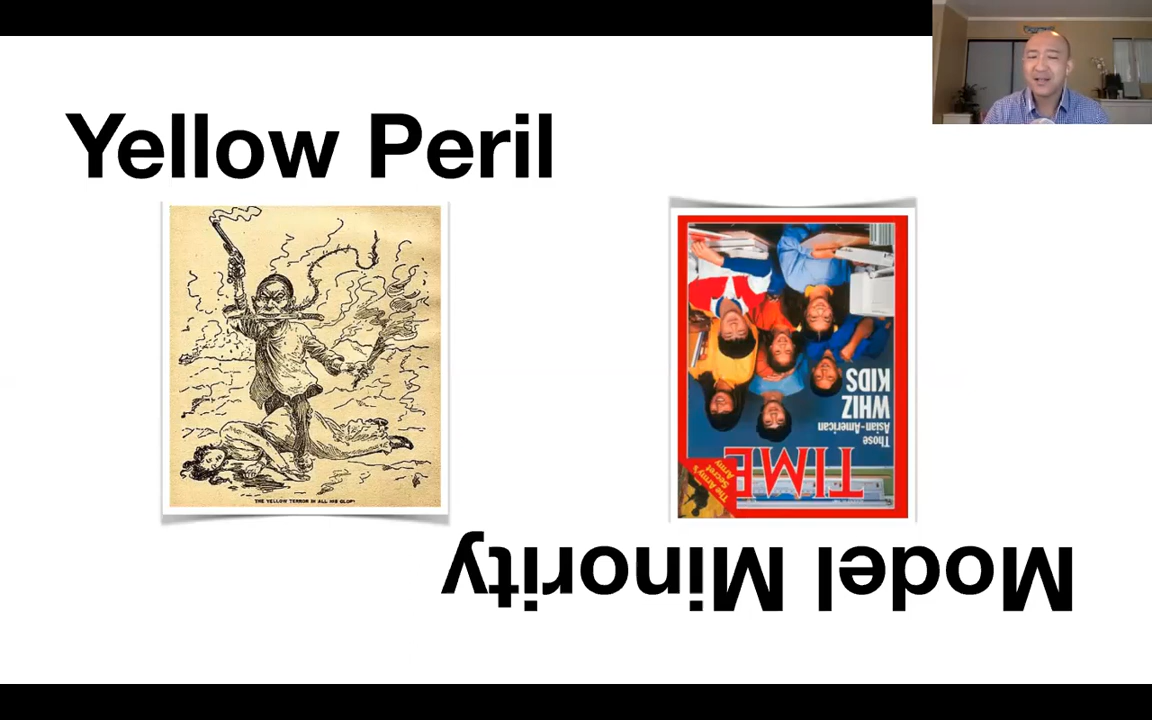 Yellow Peril
THE YELLOW TERROR IN ALL HIS GLORY
TIME
The Army's
Secret
Army
Those
Asian-American
WHIZ
KIDS
Model Minority